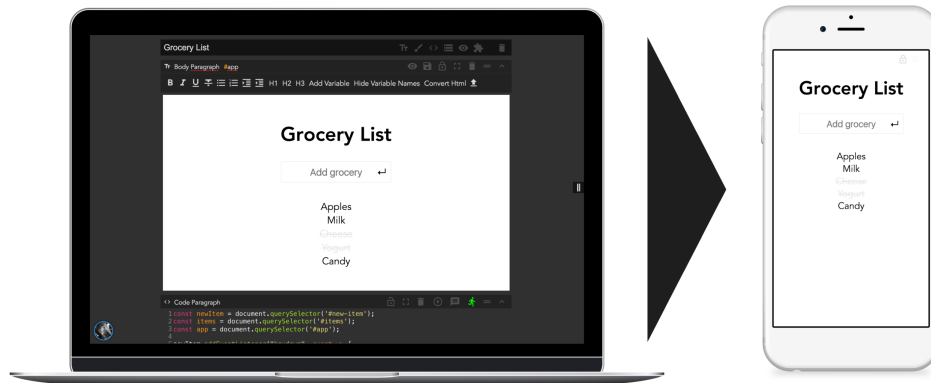 Grocery List
Tr Body Paragraph #app
B I U T H1 H2 H3 Add Variable Hide Variable Names Convert Html
Grocery List
Add grocery
Apples
Milk
Cheese
Yogurt
Candy
<> Code Paragraph
1 const newItem = document.querySelector('#new-item');
2 const items = document.querySelector('#items');
3 const app = document.querySelector('#app');
4
Grocery List
Add grocery
Apples
Milk
Cheese
Yogurt
Candy